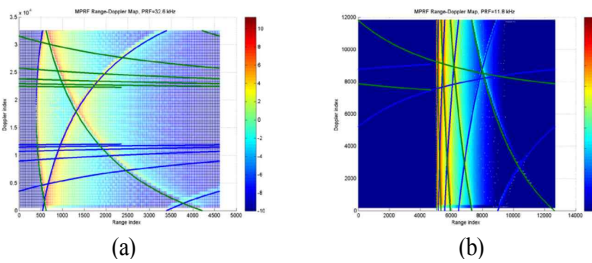 MPRF Range-Doppler Map, PRF=32.6 kHz
x 10⁴
3.5
3
2.5
2
1.5
1
0.5
0
Doppler Index
0 500 1000 1500 2000 2500 3000 3500 4000 4500 5000
Range Index
10
8
6
4
2
0
-2
-4
-6
-8
-10
(a)
MPRF Range-Doppler Map, PRF=11.8 kHz
12000
10000
8000
6000
4000
2000
0
Doppler Index
0 2000 4000 6000 8000 10000 12000 14000
Range Index
(b)